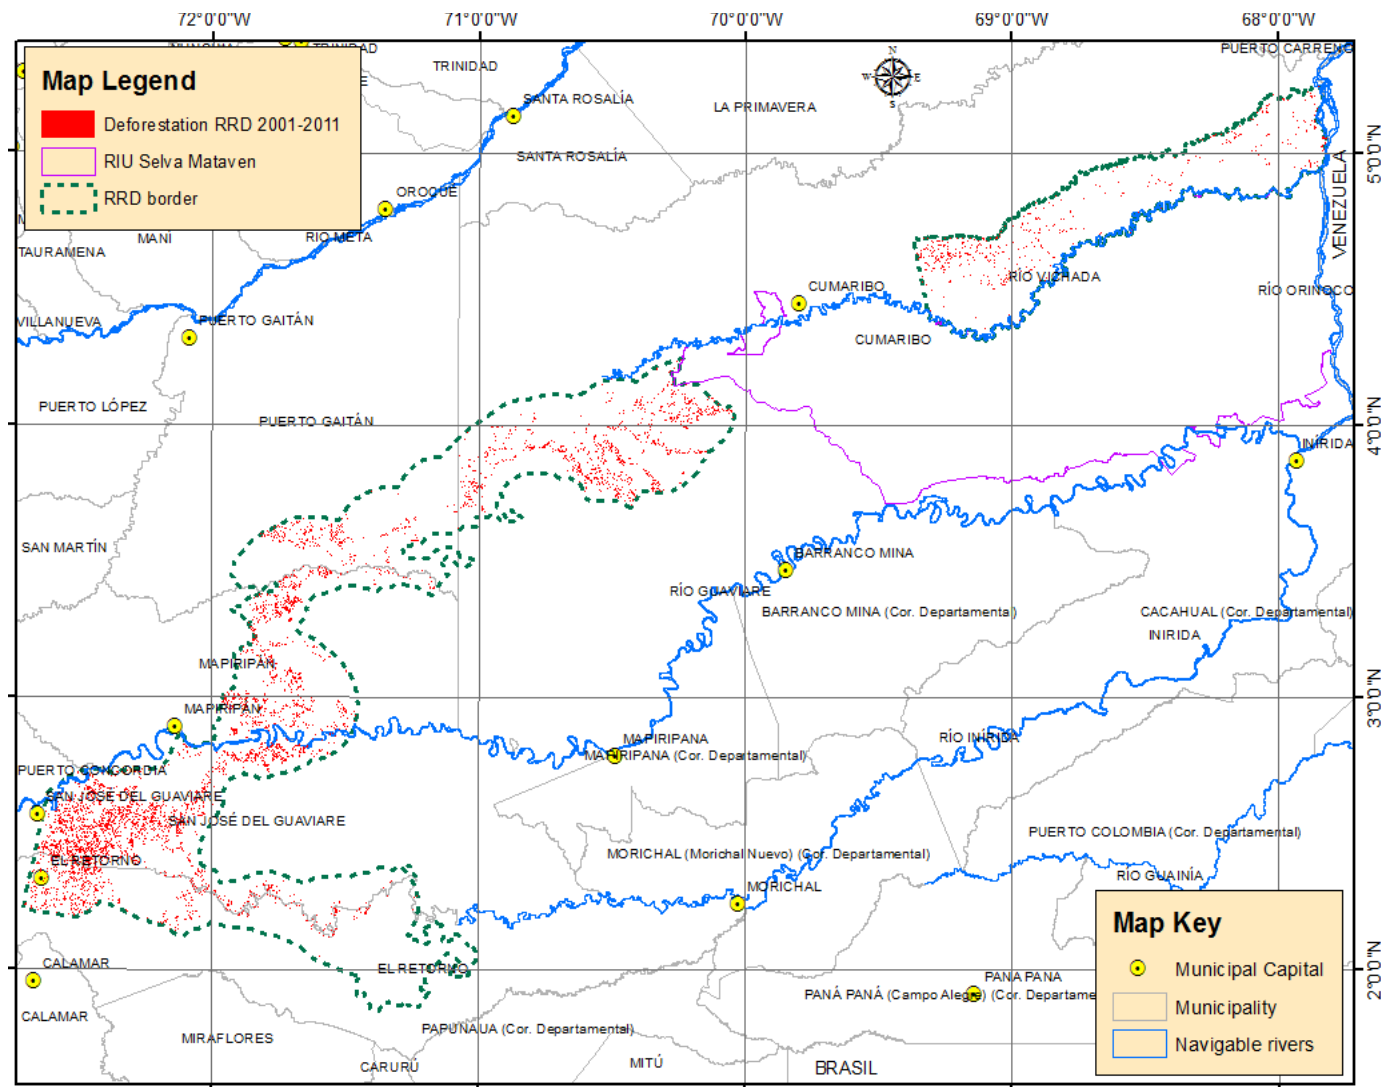 72°0'0"W 71°0'0"W 70°0'0"W 69°0'0"W 68°0'0"W
Map Legend
Deforestation RRD 2001-2011
RIU Selva Mataven
RRD border
TRINIDAD
TRINIDAD
SANTA ROSALÍA
SANTA ROSALÍA
LA PRIMAVERA
N
W E
S
PUERTO CARREÑO
5°0'0"N
VENEZUELA
OROCUÉ
RIO META
MANÍ
TAURAMENA
VILLANUEVA
PUERTO GAITÁN
CUMARIBO
CUMARIBO
RÍO VICHADA
RÍO ORINOCO
PUERTO LÓPEZ
PUERTO GAITÁN
4°0'0"N
INÍRIDA
SAN MARTÍN
BARRANCO MINA
RÍO GUAVIARE
BARRANCO MINA (Cor. Departamental)
CACAHUAL (Cor. Departamental)
INIRIDA
MAPIRIPÁN
MAPIRIPÁN
3°0'0"N
MAPIRIPANA
MAPIRIPANA (Cor. Departamental)
RÍO INÍRIDA
PUERTO CONCORDIA
SAN JOSÉ DEL GUAVIARE
SAN JOSÉ DEL GUAVIARE
PUERTO COLOMBIA (Cor. Departamental)
EL RETORNO
MORICHAL (Morichal Nuevo) (Cor. Departamental)
MORICHAL
RÍO GUAINÍA
CALAMAR
EL RETORNO
2°0'0"N
PANA PANA
PANÁ PANÁ (Campo Alegre) (Cor. Departame
CALAMAR
MIRAFLORES
PAPUNAUA (Cor. Departamental)
CARURÚ
MITÚ
BRASIL
Map Key
Municipal Capital
Municipality
Navigable rivers